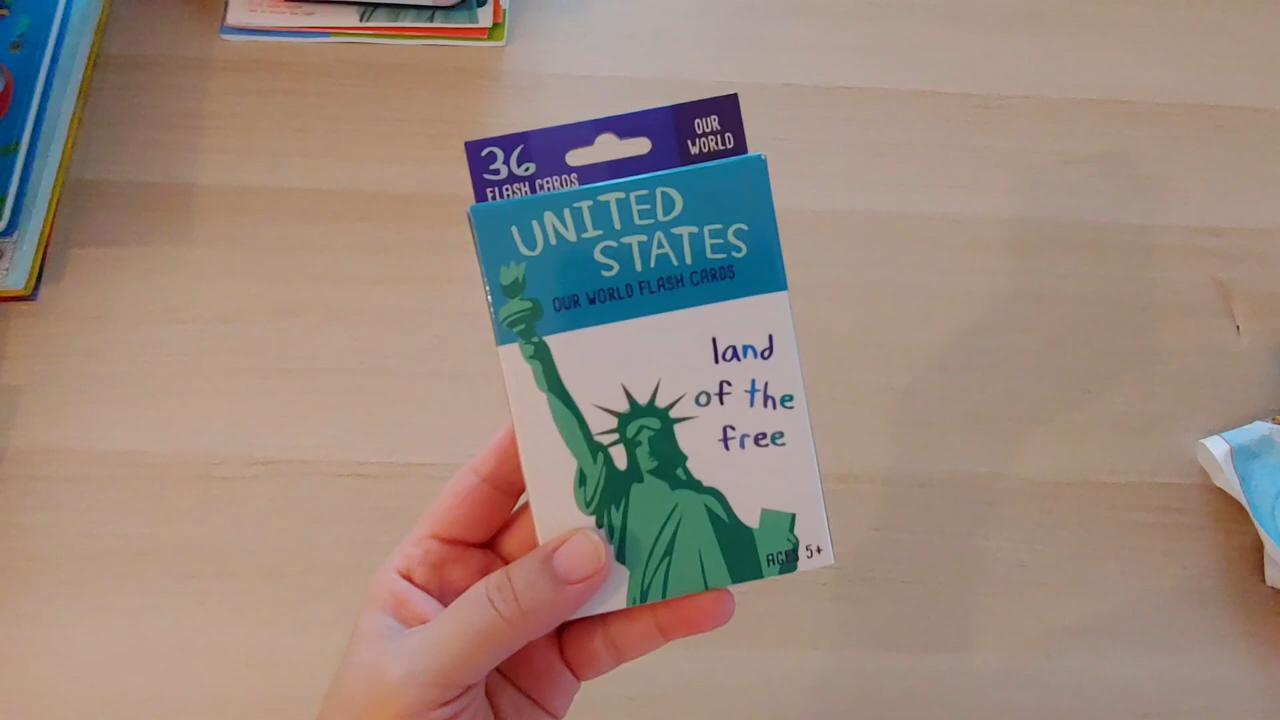 36
FLASH CARDS
OUR
WORLD
UNITED
STATES
OUR WORLD FLASH CARDS
land
of the
free
AGES 5+